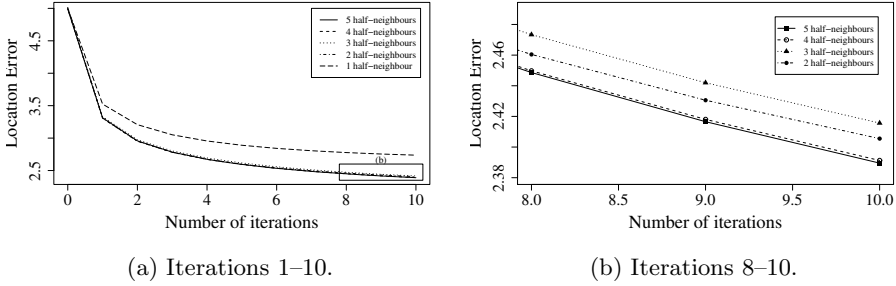 5 half−neighbours
4 half−neighbours
3 half−neighbours
2 half−neighbours
1 half−neighbour
Location Error
4.5
3.5
2.5
(b)
0 2 4 6 8 10
Number of iterations
(a) Iterations 1–10.
5 half−neighbours
4 half−neighbours
3 half−neighbours
2 half−neighbours
Location Error
2.46
2.42
2.38
8.0 8.5 9.0 9.5 10.0
Number of iterations
(b) Iterations 8–10.